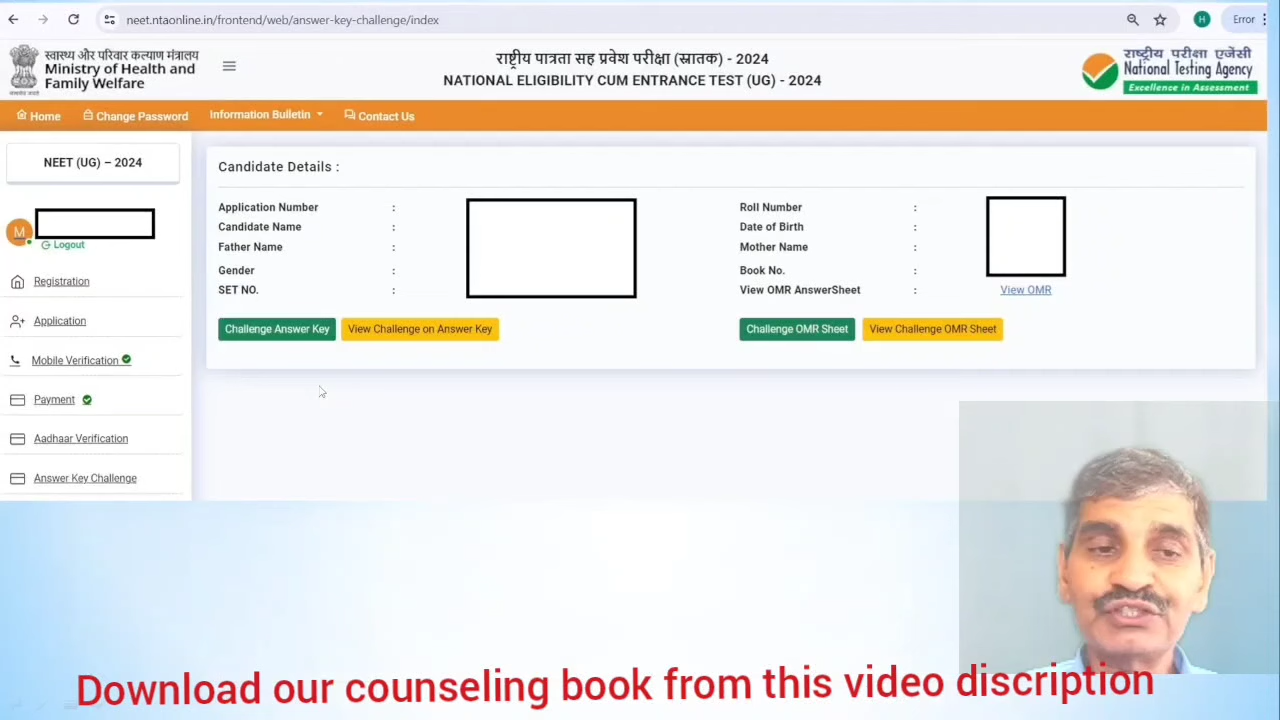 neet.ntaonline.in/frontend/web/answer-key-challenge/index
H
Error
स्वास्थ्य और परिवार कल्याण मंत्रालय
Ministry of Health and
Family Welfare
राष्ट्रीय पात्रता सह प्रवेश परीक्षा (स्नातक) - 2024
NATIONAL ELIGIBILITY CUM ENTRANCE TEST (UG) - 2024
राष्ट्रीय परीक्षा एजेंसी
National Testing Agency
Excellence in Assessment
Home Change Password Information Bulletin Contact Us
NEET (UG) – 2024
M
Logout
Registration
Application
Mobile Verification
Payment
Aadhaar Verification
Answer Key Challenge
Candidate Details :
Application Number : Roll Number :
Candidate Name : Date of Birth :
Father Name : Mother Name :
Gender : Book No. :
SET NO. : View OMR AnswerSheet : View OMR
Challenge Answer Key View Challenge on Answer Key Challenge OMR Sheet View Challenge OMR Sheet
Download our counseling book from this video discription